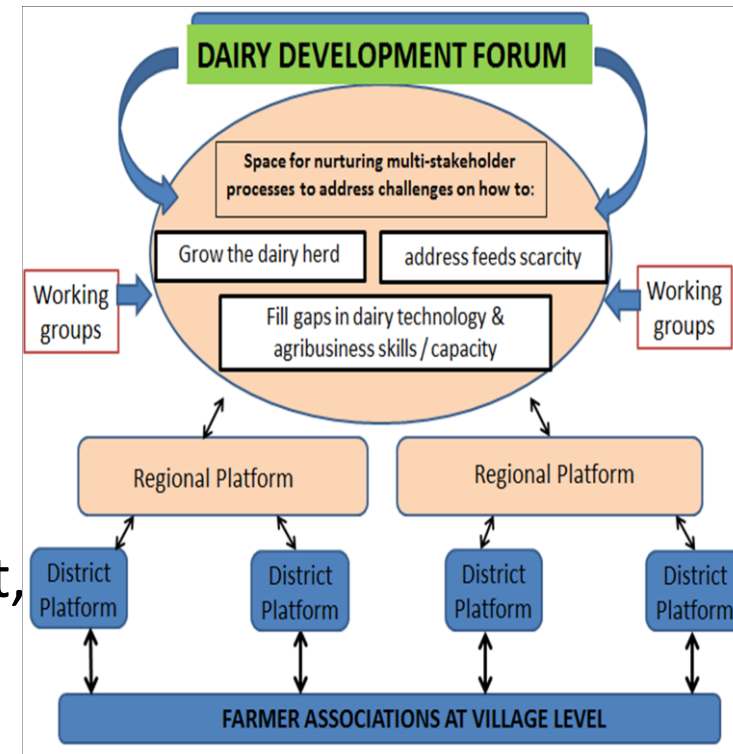 DAIRY DEVELOPMENT FORUM
Space for nurturing multi-stakeholder
processes to address challenges on how to:
Grow the dairy herd
address feeds scarcity
Working
groups
Fill gaps in dairy technology &
agribusiness skills / capacity
Working
groups
Regional Platform
Regional Platform
t,
District
Platform
District
Platform
District
Platform
District
Platform
FARMER ASSOCIATIONS AT VILLAGE LEVEL